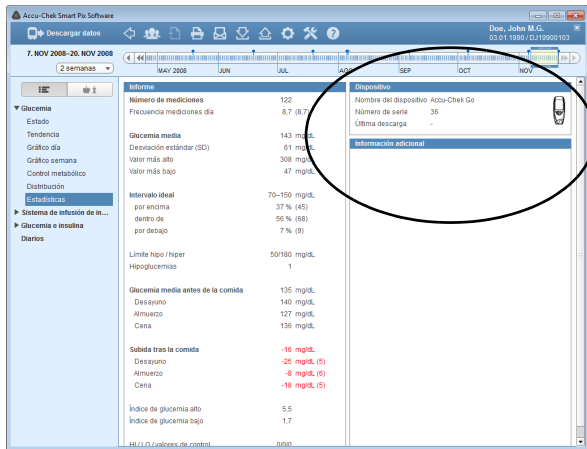 Accu-Chek Smart Pix Software
Descargar datos
Doe, John M.G.
03.01.1990 / DJ19900103
7. NOV 2008–20. NOV 2008
2 semanas
MAY 2008 JUN JUL AGO SEP OCT NOV
Glucemia
Estado
Tendencia
Gráfico día
Gráfico semana
Control metabólico
Distribución
Estadísticas
Sistema de infusión de in...
Glucemia e insulina
Diarios
Informe
Número de mediciones 122
Frecuencia mediciones día 8,7 (8,7)
Glucemia media 143 mg/dL
Desviación estándar (SD) 61 mg/dL
Valor más alto 308 mg/dL
Valor más bajo 47 mg/dL
Intervalo ideal 70–150 mg/dL
por encima 37 % (45)
dentro de 56 % (68)
por debajo 7 % (9)
Límite hipo / hiper 50/180 mg/dL
Hipoglucemias 1
Glucemia media antes de la comida 135 mg/dL
Desayuno 140 mg/dL
Almuerzo 127 mg/dL
Cena 136 mg/dL
Subida tras la comida -16 mg/dL
Desayuno -25 mg/dL (5)
Almuerzo -8 mg/dL (6)
Cena -18 mg/dL (5)
Índice de glucemia alto 5,5
Índice de glucemia bajo 1,7
HI / LO / valores de control 0/0/0
Dispositivo
Nombre del dispositivo Accu-Chek Go
Número de serie 36
Última descarga -
Información adicional